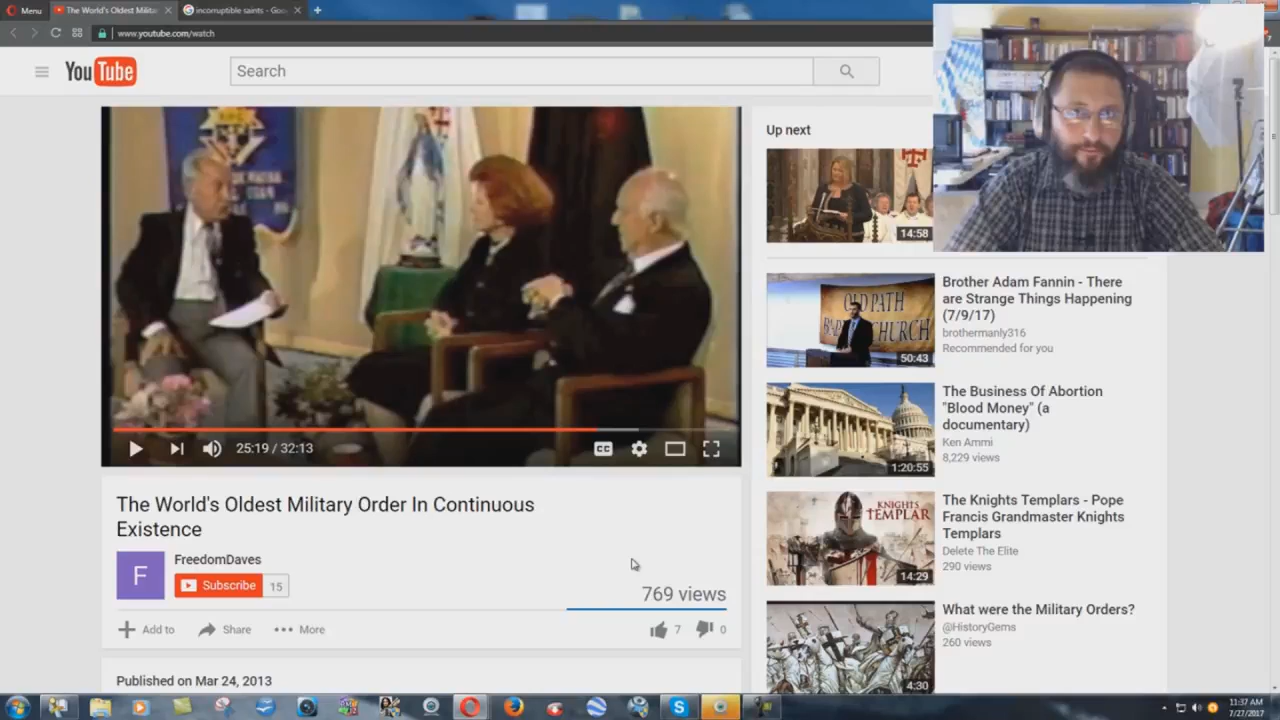 Menu
The World's Oldest Militar
incorruptible saints - Goo
www.youtube.com/watch
YouTube
Search
25:19 / 32:13
CC
The World's Oldest Military Order In Continuous
Existence
F
FreedomDaves
Subscribe
15
769 views
Add to
Share
More
7
0
Published on Mar 24, 2013
Up next
14:58
OLD PATH
50:43
Brother Adam Fannin - There
are Strange Things Happening
(7/9/17)
brothermanly316
Recommended for you
1:20:55
The Business Of Abortion
"Blood Money" (a
documentary)
Ken Ammi
8,229 views
KNIGHTS
TEMPLAR
14:29
The Knights Templars - Pope
Francis Grandmaster Knights
Templars
Delete The Elite
290 views
4:30
What were the Military Orders?
@HistoryGems
260 views
11:37 AM
7/27/2017